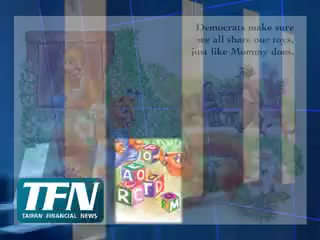 Democrats make sure
we all share our toys,
just like Mommy does.
TFN
TAIWAN FINANCIAL NEWS